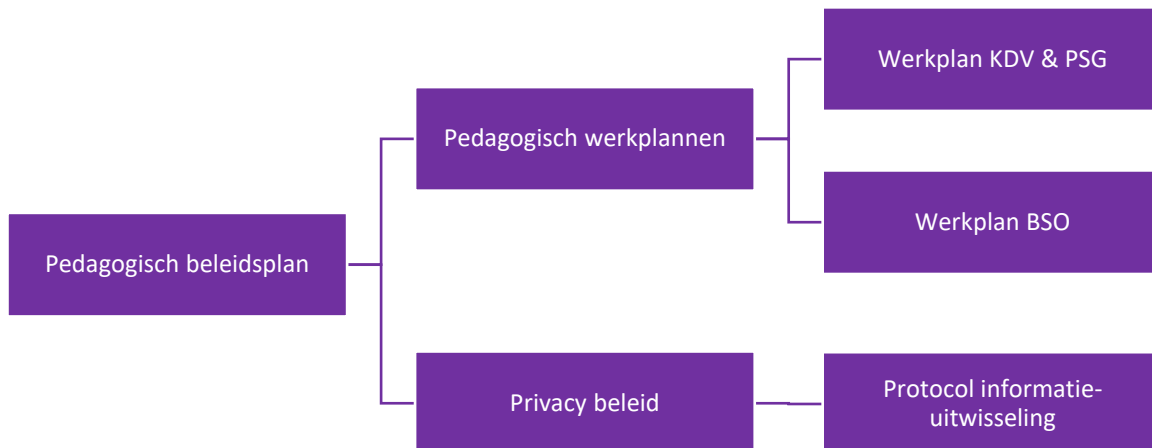 Pedagogisch beleidsplan
Pedagogisch werkplannen
Werkplan KDV & PSG
Werkplan BSO
Privacy beleid
Protocol informatie-
uitwisseling